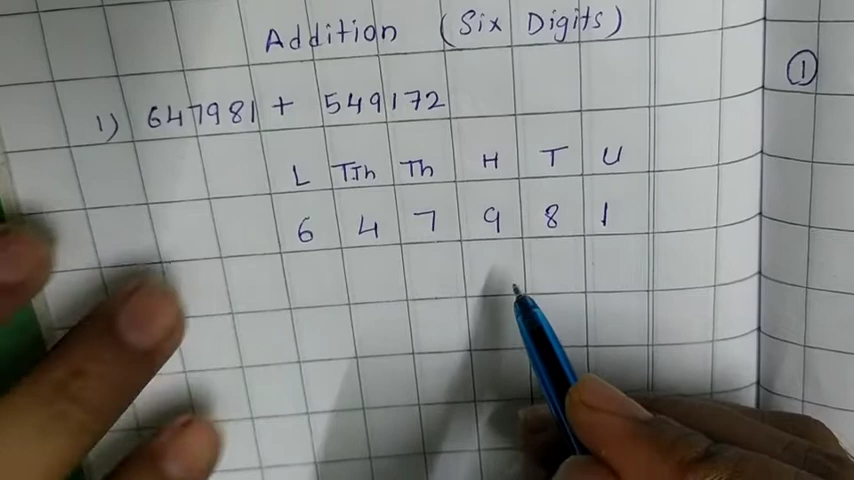 Addition (Six Digits)
①
1) 647981 + 549172
L TTh Th H T U
6 4 7 9 8 1